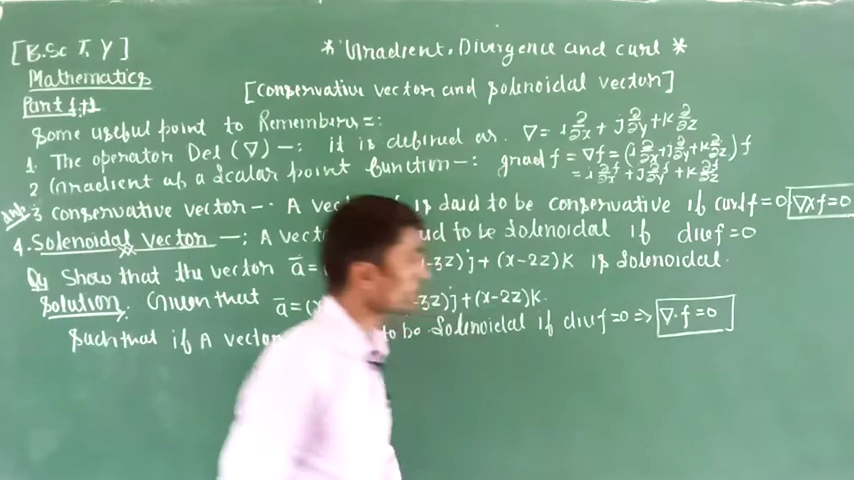 [B.Sc T, Y] * Gradient, Divergence and curl *
Mathematics [conservative vector and solenoidal vector]
Part 1,+1
Some useful point to Remembers =:
1. The operator Del (∇) -: it is defined as. ∇= i ∂/∂x + j ∂/∂y + k ∂/∂z
2 Gradient of a Scalar point function -: grad f = ∇f = (i ∂/∂x + j ∂/∂y + k ∂/∂z) f
= i ∂f/∂x + j ∂f/∂y + k ∂f/∂z
3 conservative vector -: A vect f is said to be conservative if curl f = 0 ∇×f=0
4. Solenoidal vector -; A vect to be solenoidal if div f = 0
Q1 Show that the vector a⃗ = ( -3z)j + (x-2z)k is solenoidal.
Solution: Given that a⃗ = (x -3z)j + (x-2z)k.
Such that if A vector to be Solenoidal if div f = 0 => ∇·f = 0